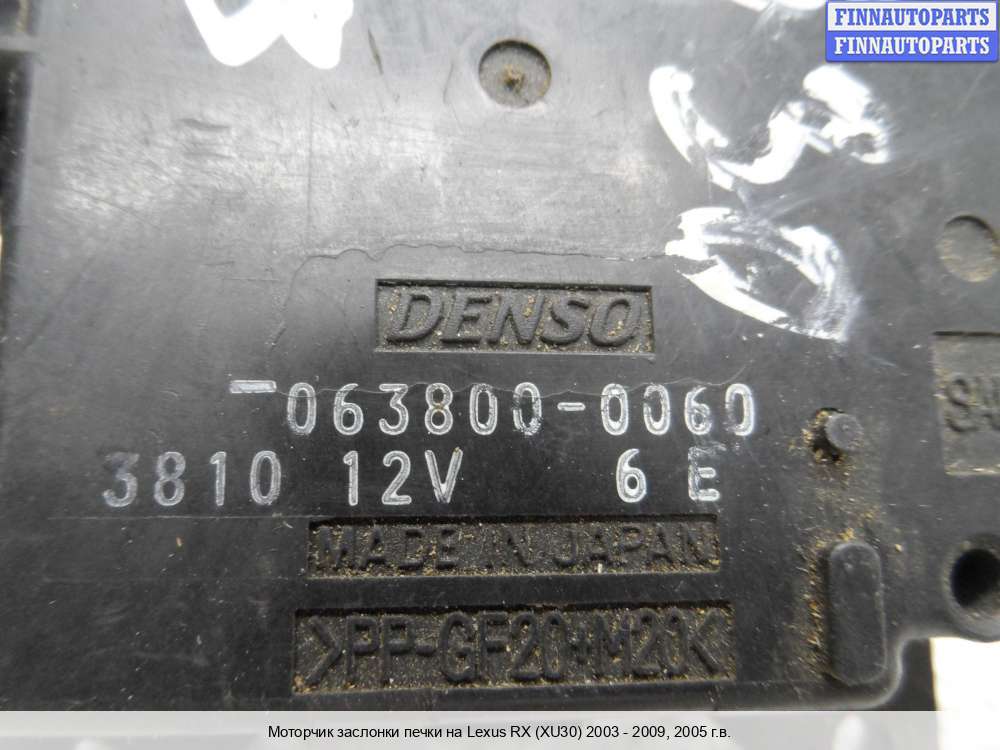 FINNAUTOPARTS
FINNAUTOPARTS
DENSO
063800-0060
3810 12V 6 E
MADE IN JAPAN
>PP-GF20+M20<
Моторчик заслонки печки на Lexus RX (XU30) 2003 - 2009, 2005 г.в.